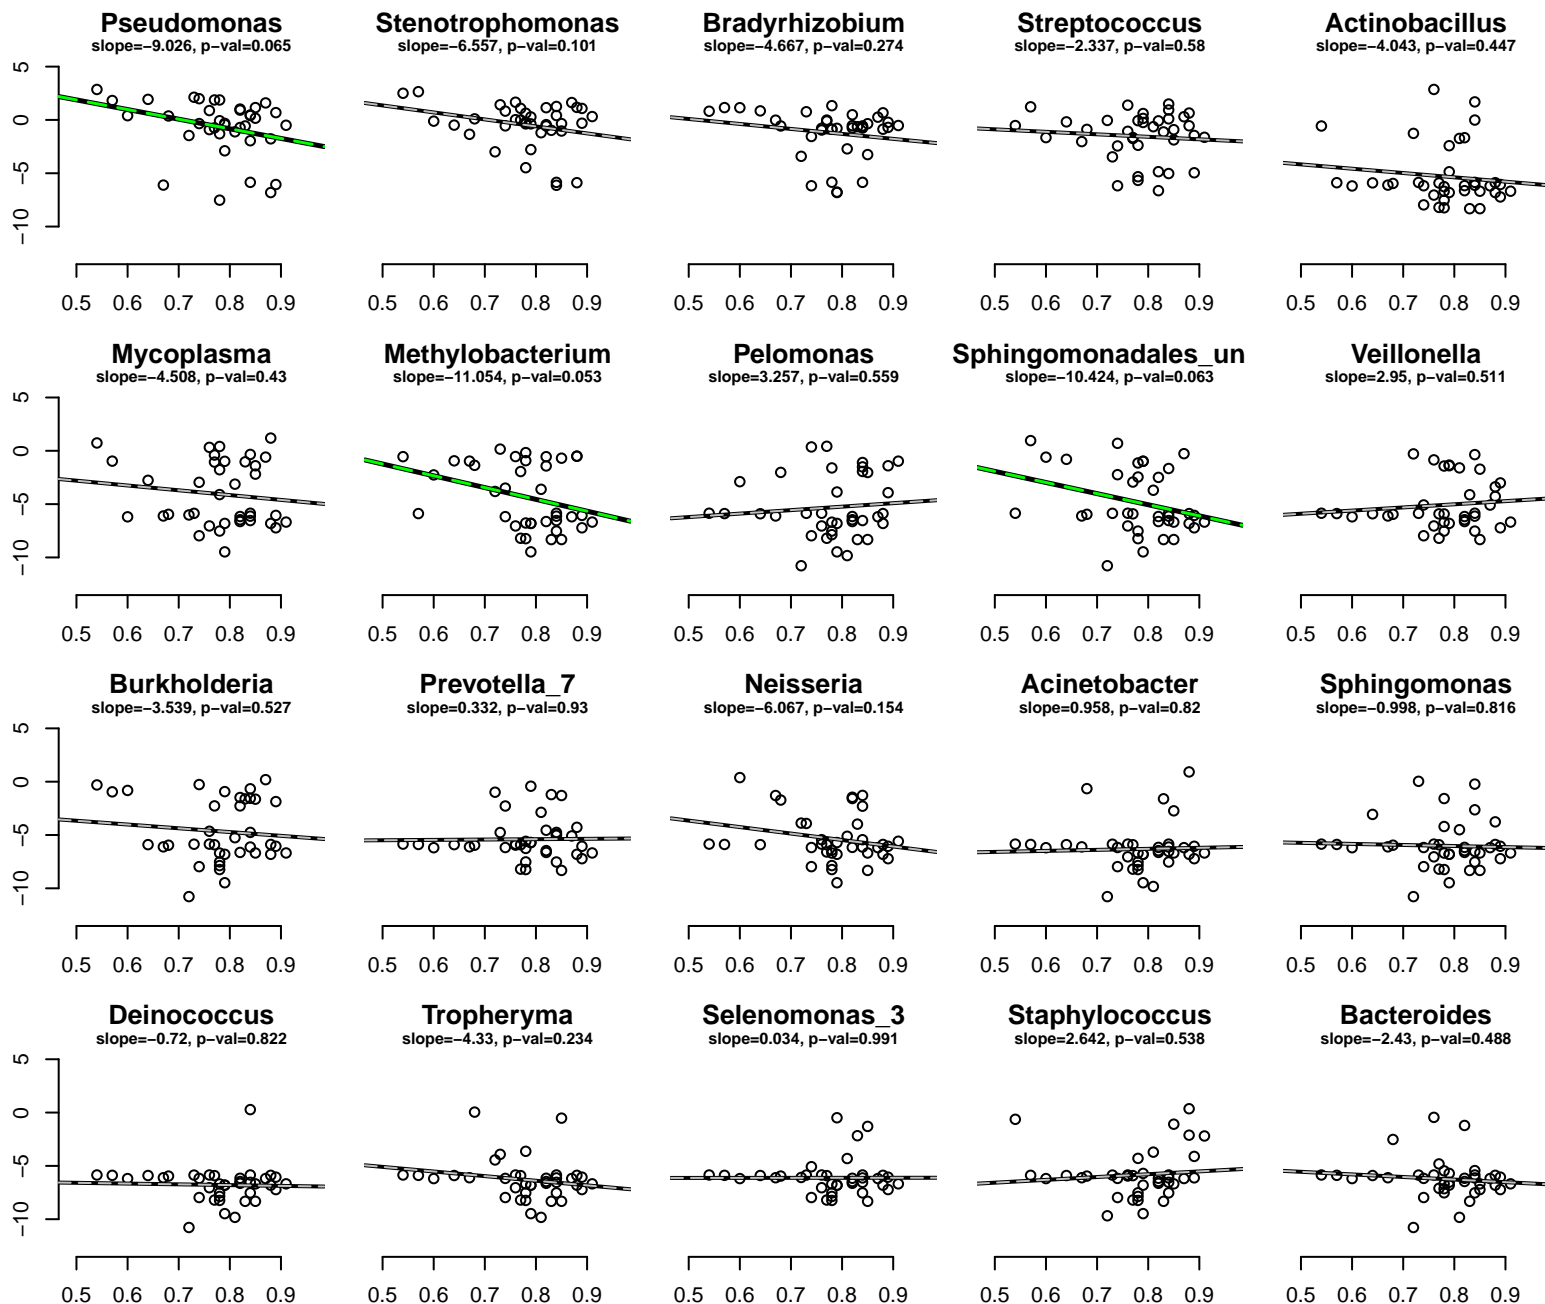 Pseudomonas Stenotrophomonas Bradyrhizobium Streptococcus Actinobacillus
slope=−9.026, p−val=0.065 slope=−6.557, p−val=0.101 slope=−4.667, p−val=0.274 slope=−2.337, p−val=0.58 slope=−4.043, p−val=0.447
5
0
−5
−10
0.5 0.6 0.7 0.8 0.9 0.5 0.6 0.7 0.8 0.9 0.5 0.6 0.7 0.8 0.9 0.5 0.6 0.7 0.8 0.9 0.5 0.6 0.7 0.8 0.9
Mycoplasma Methylobacterium Pelomonas Sphingomonadales_un Veillonella
slope=−4.508, p−val=0.43 slope=−11.054, p−val=0.053 slope=3.257, p−val=0.559 slope=−10.424, p−val=0.063 slope=2.95, p−val=0.511
5
0
−5
−10
0.5 0.6 0.7 0.8 0.9 0.5 0.6 0.7 0.8 0.9 0.5 0.6 0.7 0.8 0.9 0.5 0.6 0.7 0.8 0.9 0.5 0.6 0.7 0.8 0.9
Burkholderia Prevotella_7 Neisseria Acinetobacter Sphingomonas
slope=−3.539, p−val=0.527 slope=0.332, p−val=0.93 slope=−6.067, p−val=0.154 slope=0.958, p−val=0.82 slope=−0.998, p−val=0.816
5
0
−5
−10
0.5 0.6 0.7 0.8 0.9 0.5 0.6 0.7 0.8 0.9 0.5 0.6 0.7 0.8 0.9 0.5 0.6 0.7 0.8 0.9 0.5 0.6 0.7 0.8 0.9
Deinococcus Tropheryma Selenomonas_3 Staphylococcus Bacteroides
slope=−0.72, p−val=0.822 slope=−4.33, p−val=0.234 slope=0.034, p−val=0.991 slope=2.642, p−val=0.538 slope=−2.43, p−val=0.488
5
0
−5
−10
0.5 0.6 0.7 0.8 0.9 0.5 0.6 0.7 0.8 0.9 0.5 0.6 0.7 0.8 0.9 0.5 0.6 0.7 0.8 0.9 0.5 0.6 0.7 0.8 0.9